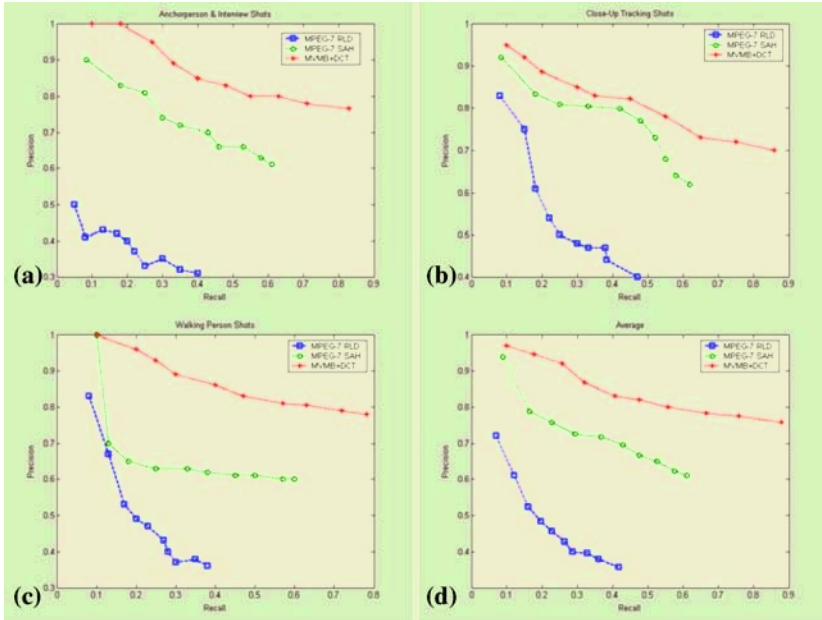 Anchorperson & Interview Shots
1
0.9
0.8
0.7
0.6
0.5
0.4
0.3
Precision
MPEG-7 RLD
MPEG-7 SAH
MVMB+DCT
(a)
0 0.1 0.2 0.3 0.4 0.5 0.6 0.7 0.8 0.9
Recall
Close-Up Tracking Shots
1
0.9
0.8
0.7
0.6
0.5
0.4
Precision
MPEG-7 RLD
MPEG-7 SAH
MVMB+DCT
(b)
0 0.1 0.2 0.3 0.4 0.5 0.6 0.7 0.8 0.9
Recall
Walking Person Shots
1
0.9
0.8
0.7
0.6
0.5
0.4
0.3
Precision
MPEG-7 RLD
MPEG-7 SAH
MVMB+DCT
(c)
0 0.1 0.2 0.3 0.4 0.5 0.6 0.7 0.8
Recall
Average
1
0.9
0.8
0.7
0.6
0.5
0.4
0.3
Precision
MPEG-7 RLD
MPEG-7 SAH
MVMB+DCT
(d)
0 0.1 0.2 0.3 0.4 0.5 0.6 0.7 0.8 0.9
Recall